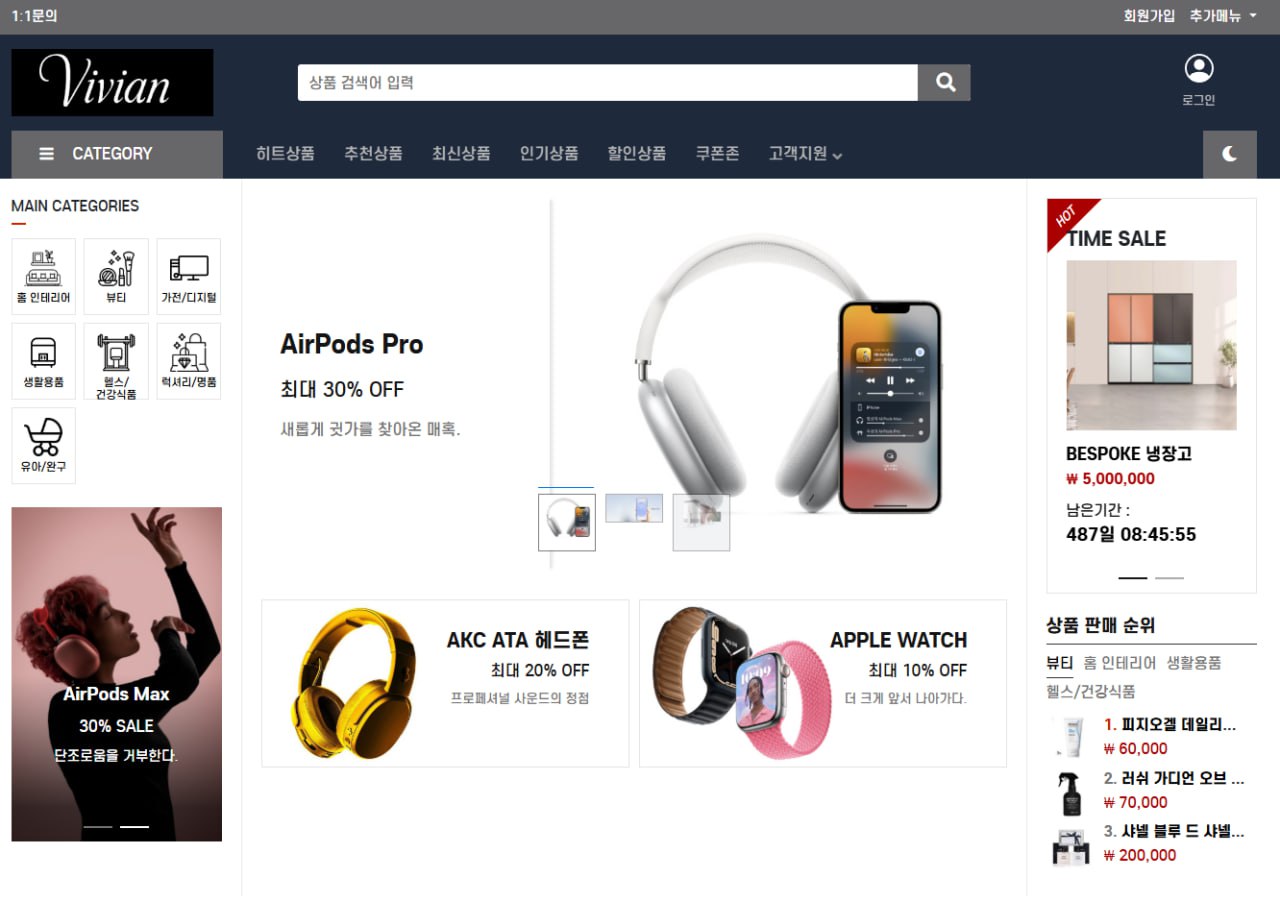 1:1문의
회원가입 추가메뉴
Vivian
상품 검색어 입력
로그인
CATEGORY
히트상품 추천상품 최신상품 인기상품 할인상품 쿠폰존 고객지원
MAIN CATEGORIES
홈 인테리어 뷰티 가전/디지털
생활용품 헬스/
건강식품 럭셔리/명품
유아/완구
AirPods Max
30% SALE
단조로움을 거부한다.
AirPods Pro
최대 30% OFF
새롭게 귓가를 찾아온 매혹.
AKC ATA 헤드폰
최대 20% OFF
프로페셔널 사운드의 정점
APPLE WATCH
최대 10% OFF
더 크게 앞서 나아가다.
HOT
TIME SALE
BESPOKE 냉장고
₩ 5,000,000
남은기간 :
487일 08:45:55
상품 판매 순위
뷰티 홈 인테리어 생활용품
헬스/건강식품
1. 피지오겔 데일리...
₩ 60,000
2. 러쉬 가디언 오브 ...
₩ 70,000
3. 샤넬 블루 드 샤넬...
₩ 200,000